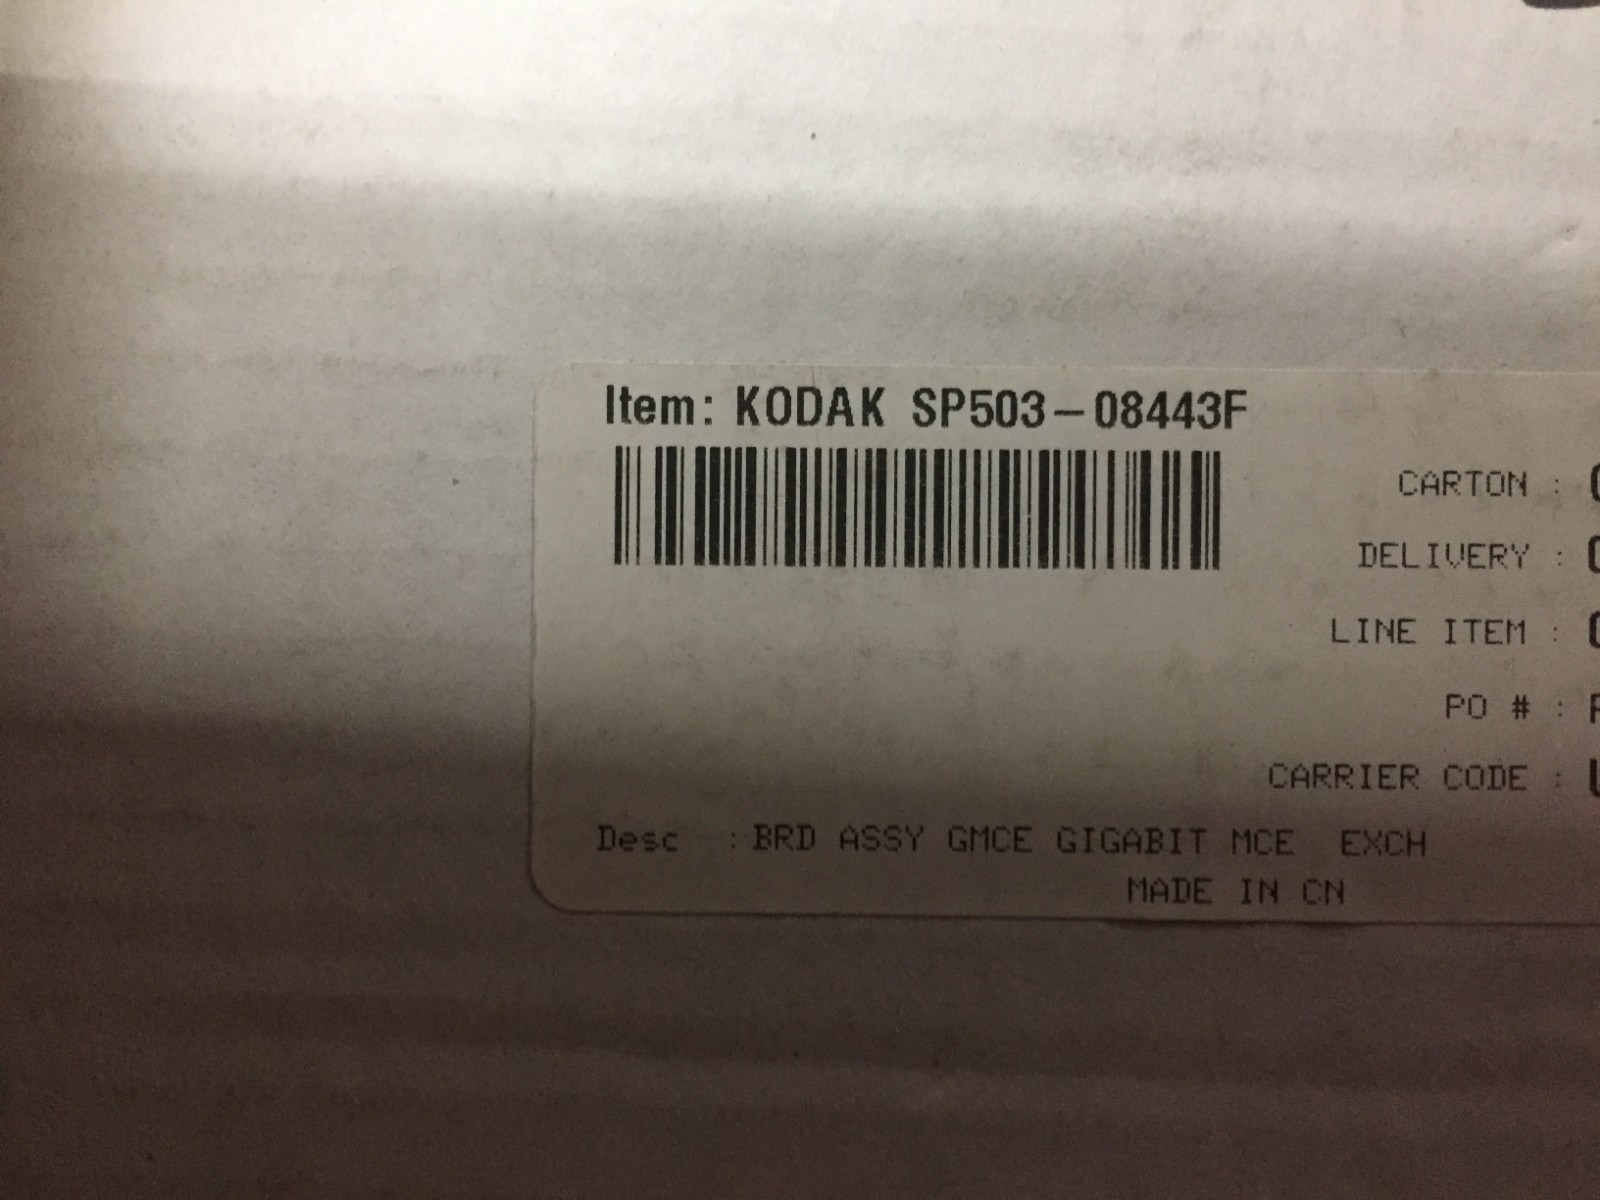 Item: KODAK SP503-08443F
CARTON :
DELIVERY :
LINE ITEM :
PO # :
CARRIER CODE :
Desc : BRD ASSY GMCE GIGABIT MCE EXCH
MADE IN CN